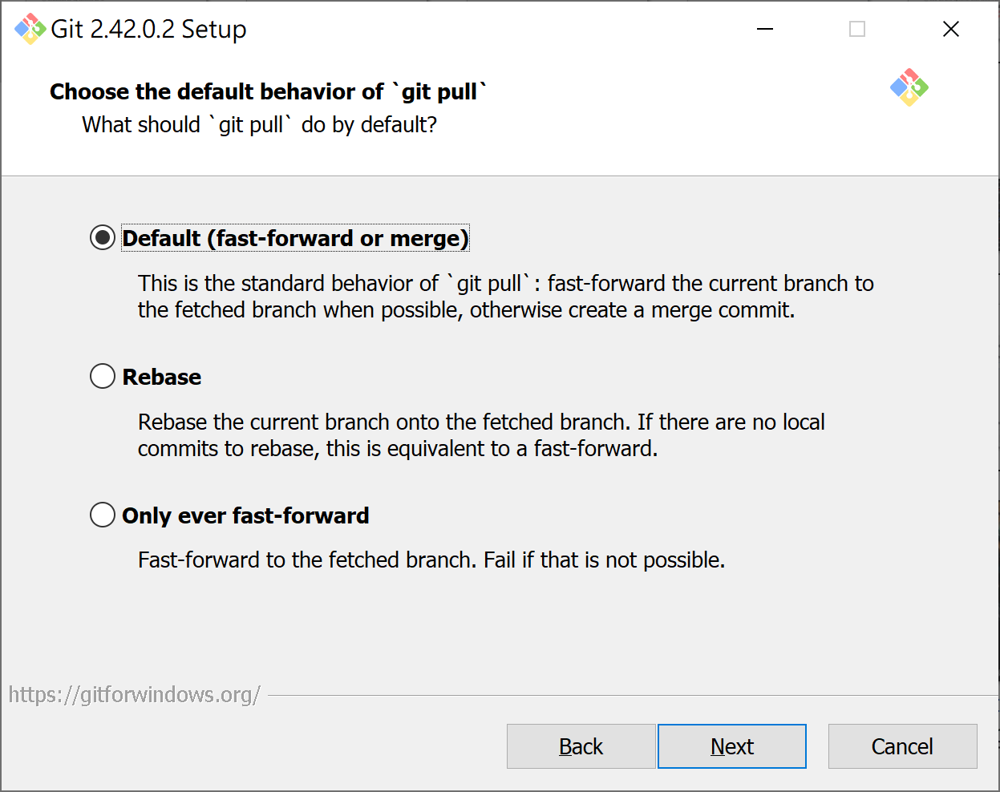 Git 2.42.0.2 Setup
Choose the default behavior of `git pull`
What should `git pull` do by default?
Default (fast-forward or merge)
This is the standard behavior of `git pull`: fast-forward the current branch to
the fetched branch when possible, otherwise create a merge commit.
Rebase
Rebase the current branch onto the fetched branch. If there are no local
commits to rebase, this is equivalent to a fast-forward.
Only ever fast-forward
Fast-forward to the fetched branch. Fail if that is not possible.
https://gitforwindows.org/
Back Next Cancel